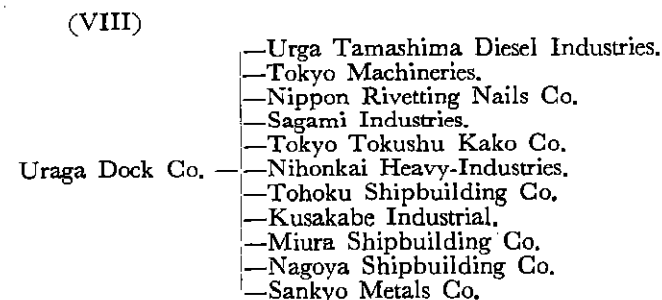 (VIII)
Urga Tamashima Diesel Industries.
Tokyo Machineries.
Nippon Rivetting Nails Co.
Sagami Industries.
Tokyo Tokushu Kako Co.
Uraga Dock Co. — Nihonkai Heavy-Industries.
Tohoku Shipbuilding Co.
Kusakabe Industrial.
Miura Shipbuilding Co.
Nagoya Shipbuilding Co.
Sankyo Metals Co.